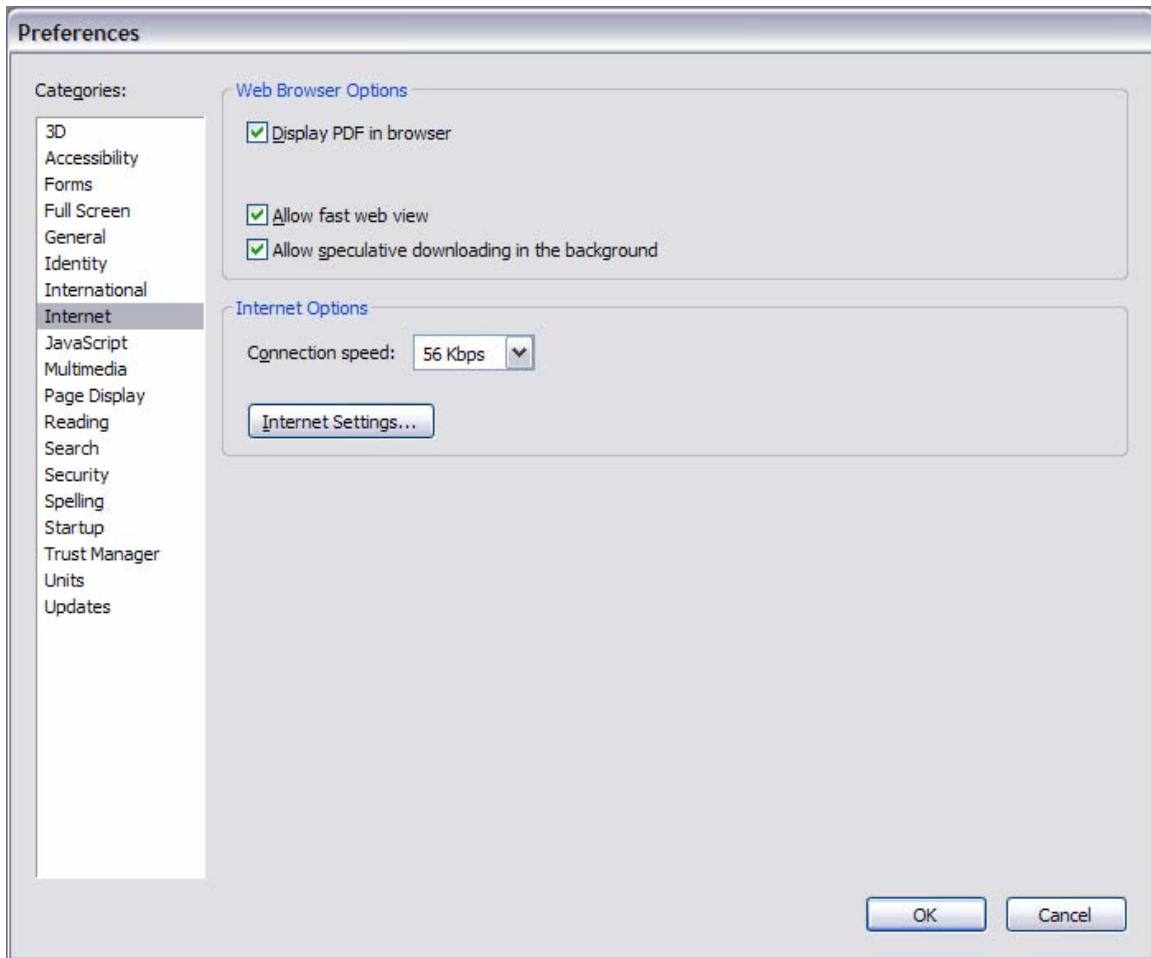 Preferences
Categories:
3D
Accessibility
Forms
Full Screen
General
Identity
International
Internet
JavaScript
Multimedia
Page Display
Reading
Search
Security
Spelling
Startup
Trust Manager
Units
Updates
Web Browser Options
Display PDF in browser
Allow fast web view
Allow speculative downloading in the background
Internet Options
Connection speed: 56 Kbps
Internet Settings...
OK Cancel